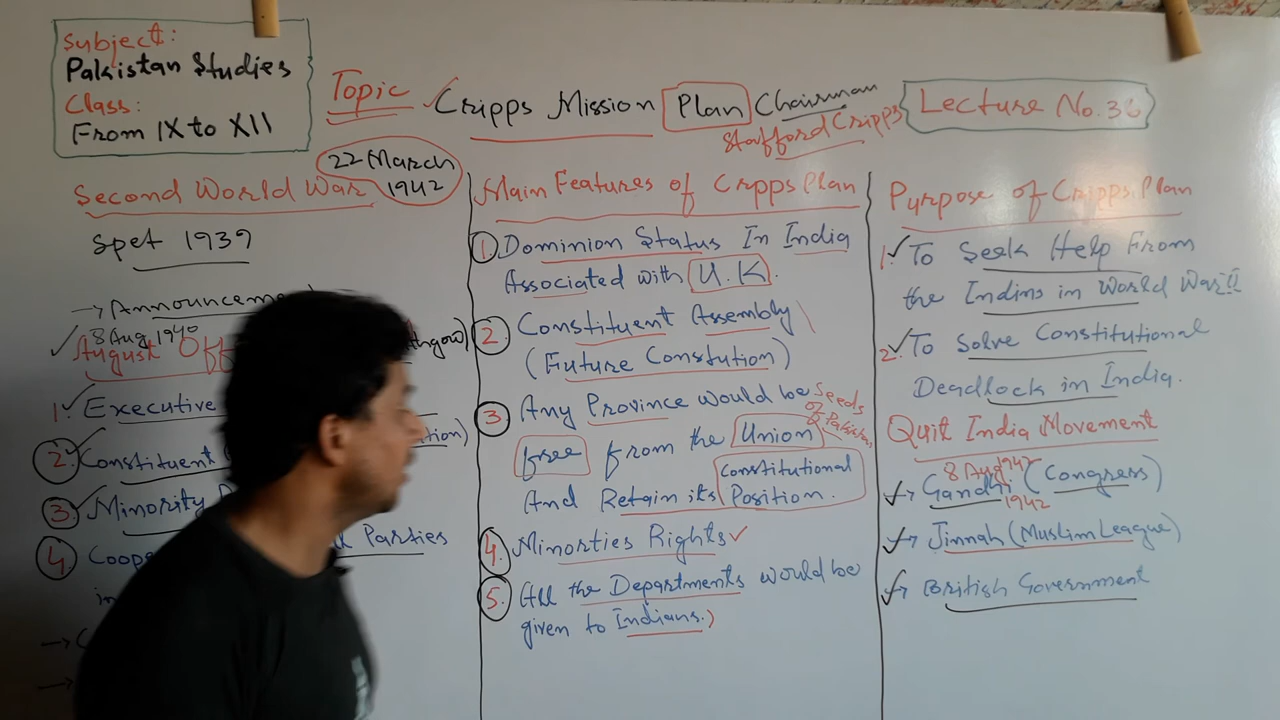 Subject:
Pakistan Studies
Class:
From IX to XII
Topic Cripps Mission Plan Chairman
Stafford Cripps
Lecture No. 36
22 March
1942
Second World War
Spet 1939
→ Announcement
8 Aug 1940
August Off
1. Executive
2. Constituent
3. Minority
4. Coope
Parties
in
Main Features of Cripps Plan
1 Dominion Status In India
Associated with U.K.
2 Constituent Assembly
(Future Constution)
3 Any Province would be
Seeds
of
Pakistan
free from the Union
And Retain its Constitutional
Position.
4. Minorties Rights
5. All the Departments would be
given to Indians.)
Purpose of Cripps Plan
1. To Seek Help From
the Indins in World War II
2. To Solve Constitutional
Deadlock in India.
Quit India Movement
8 Aug 1942
→ Gandhi (Congress)
1942
→ Jinnah (Muslim League)
→ British Government